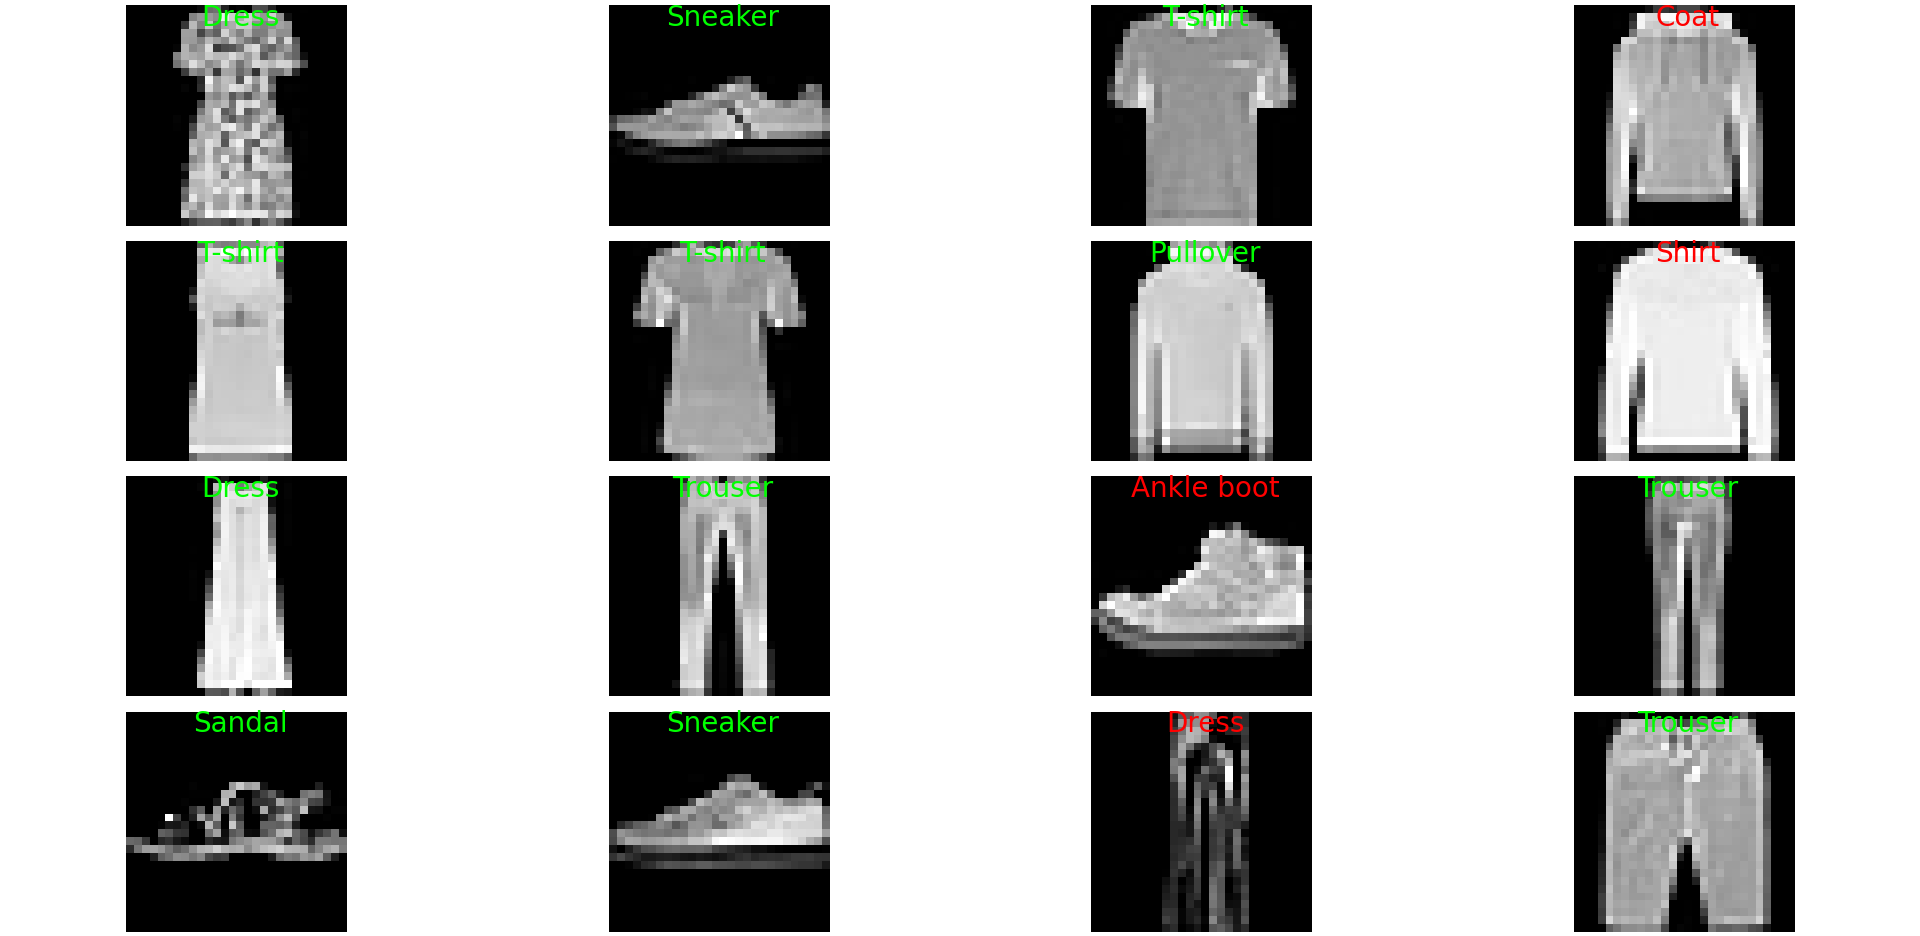 Dress
Sneaker
T-shirt
Coat
T-shirt
T-shirt
Pullover
Shirt
Dress
Trouser
Ankle boot
Trouser
Sandal
Sneaker
Dress
Trouser